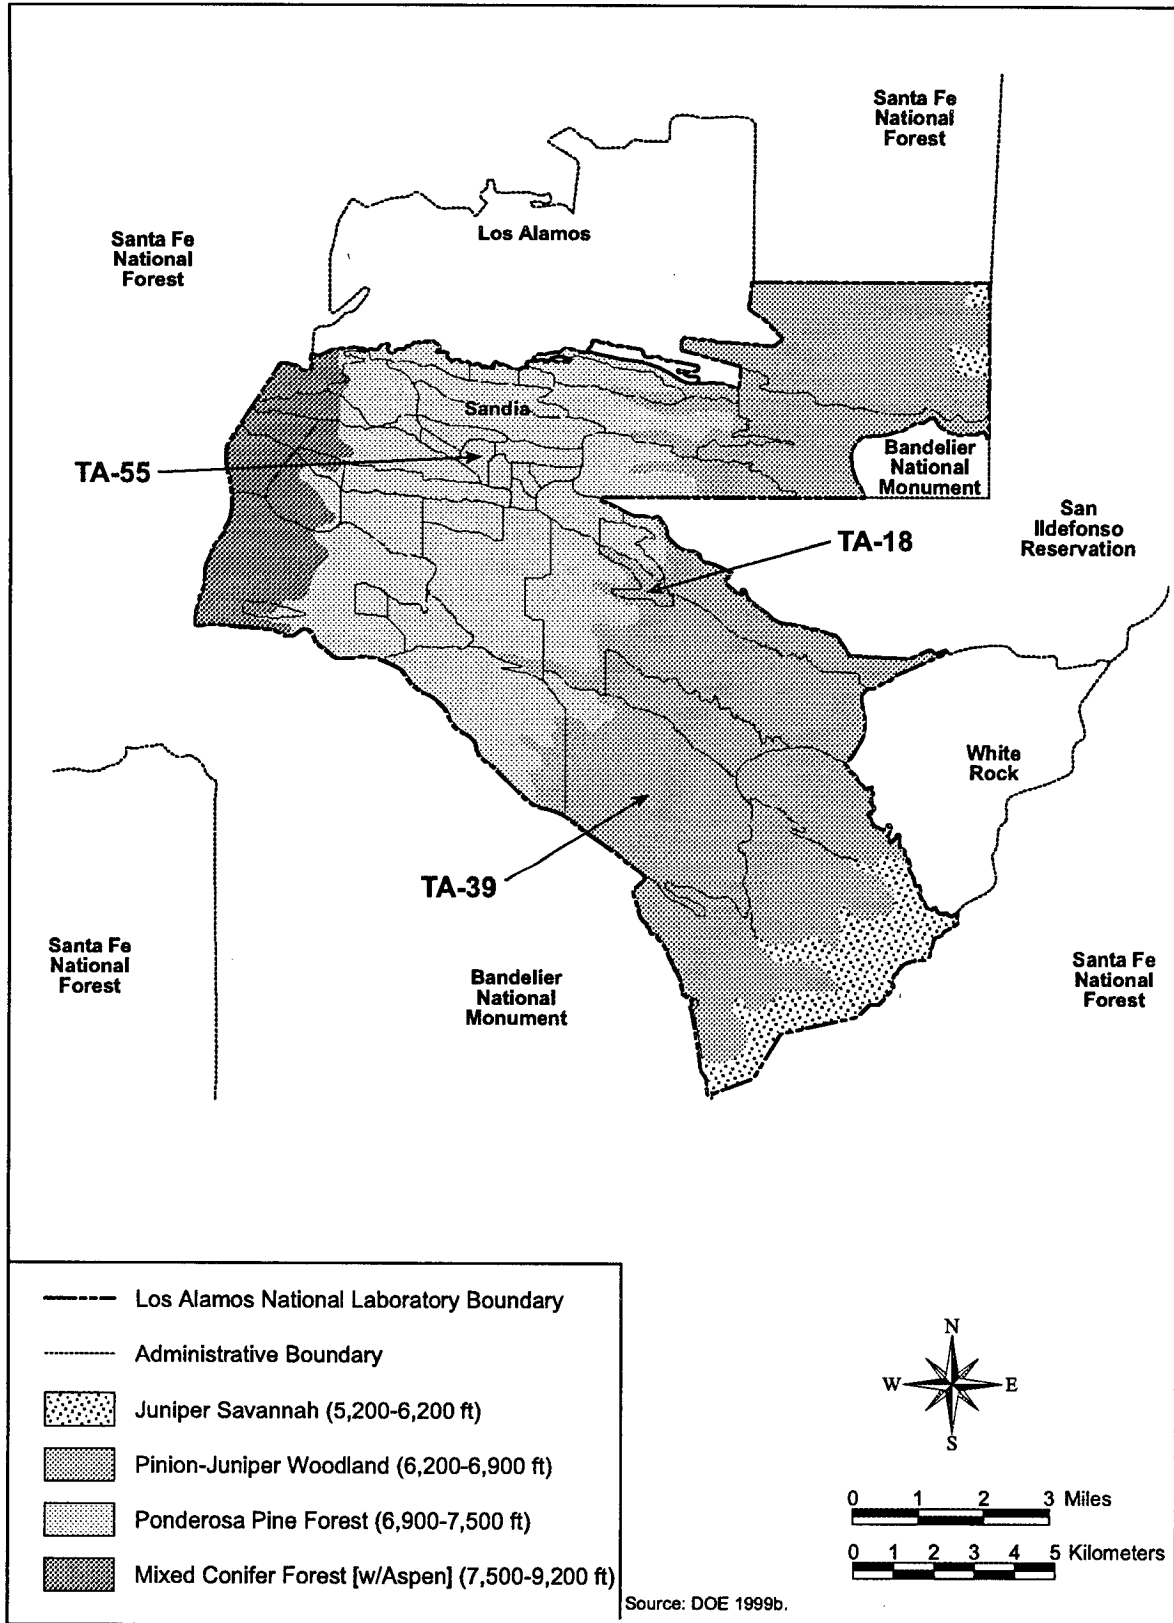 Santa Fe
National
Forest
Santa Fe
National
Forest
Los Alamos
Sandia
TA-55
Bandelier
National
Monument
San
Ildefonso
Reservation
TA-18
White
Rock
TA-39
Santa Fe
National
Forest
Bandelier
National
Monument
Santa Fe
National
Forest
Los Alamos National Laboratory Boundary
Administrative Boundary
Juniper Savannah (5,200-6,200 ft)
Pinion-Juniper Woodland (6,200-6,900 ft)
Ponderosa Pine Forest (6,900-7,500 ft)
Mixed Conifer Forest [w/Aspen] (7,500-9,200 ft)
N
W E
S
0 1 2 3 Miles
0 1 2 3 4 5 Kilometers
Source: DOE 1999b.